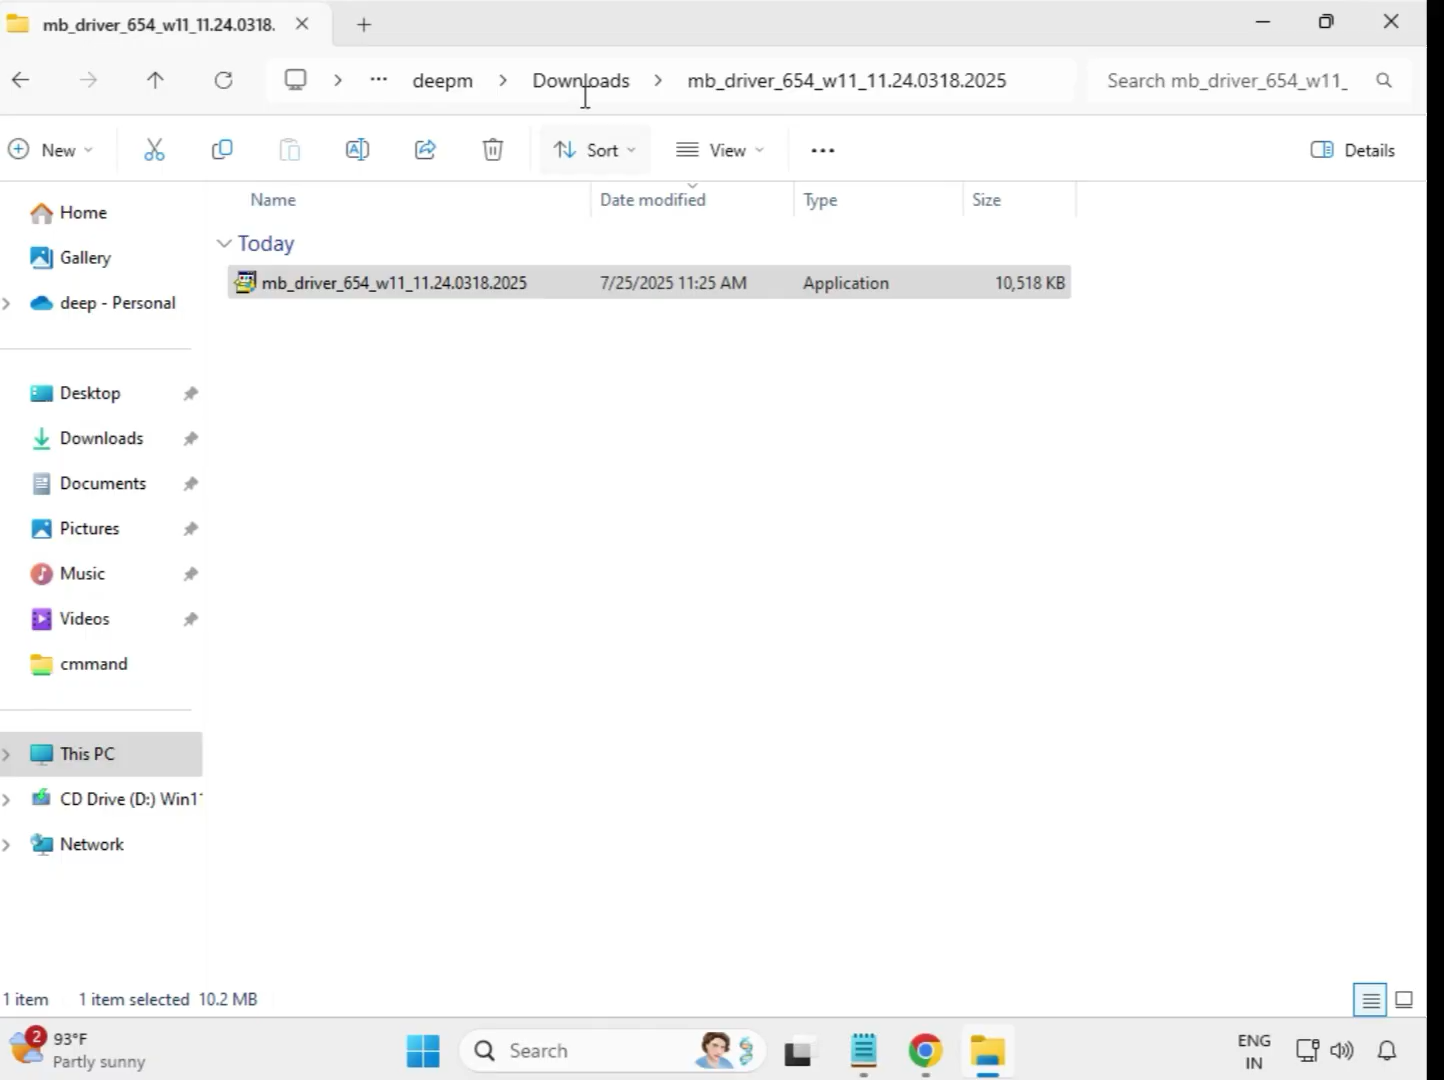 mb_driver_654_w11_11.24.0318.
deepm
Downloads
mb_driver_654_w11_11.24.0318.2025
Search mb_driver_654_w11_
New
Sort
View
Details
Name
Date modified
Type
Size
Today
mb_driver_654_w11_11.24.0318.2025
7/25/2025 11:25 AM
Application
10,518 KB
Home
Gallery
deep - Personal
Desktop
Downloads
Documents
Pictures
Music
Videos
cmmand
This PC
CD Drive (D:) Win11
Network
1 item
1 item selected 10.2 MB
2
93°F
Partly sunny
Search
ENG
IN